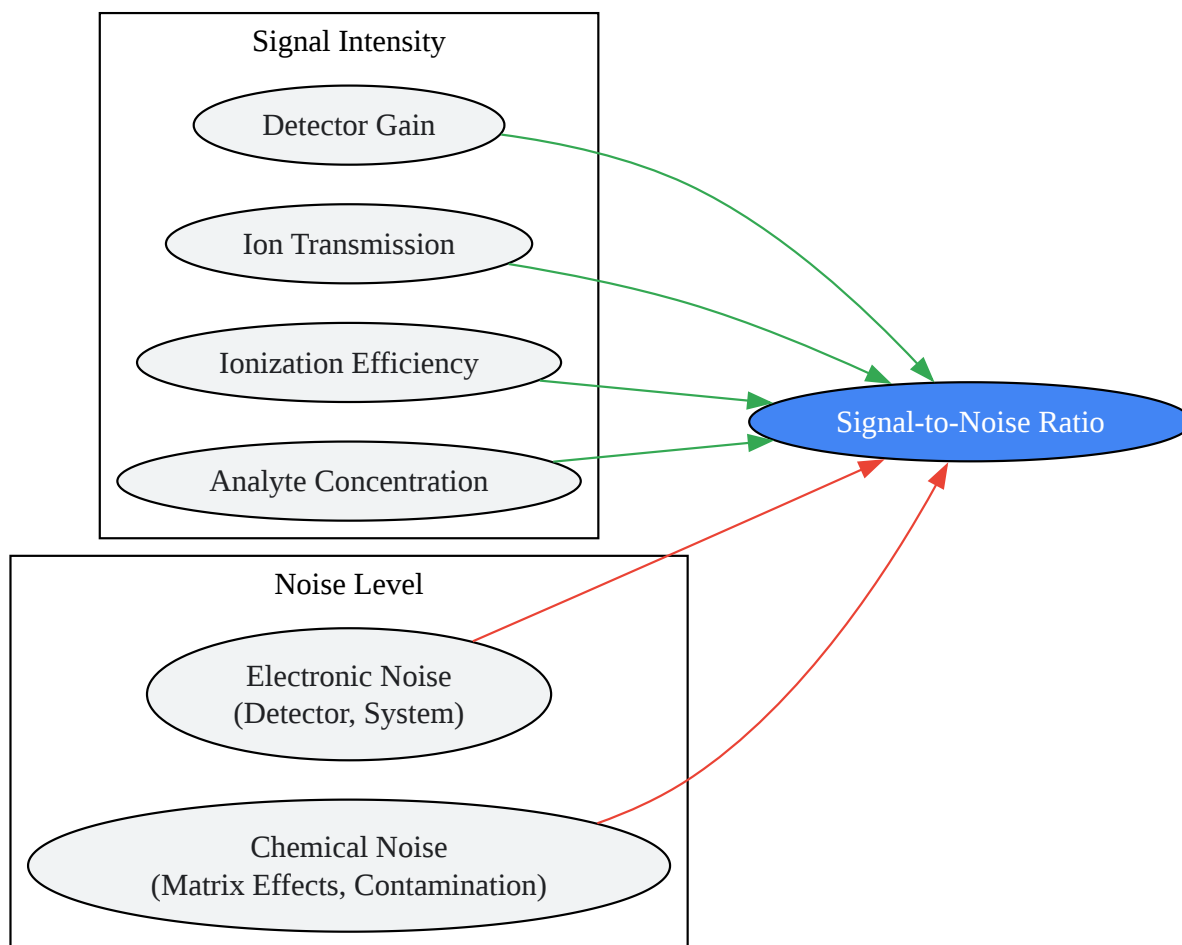 Signal Intensity
Detector Gain
Ion Transmission
Ionization Efficiency
Analyte Concentration
Signal-to-Noise Ratio
Noise Level
Electronic Noise
(Detector, System)
Chemical Noise
(Matrix Effects, Contamination)